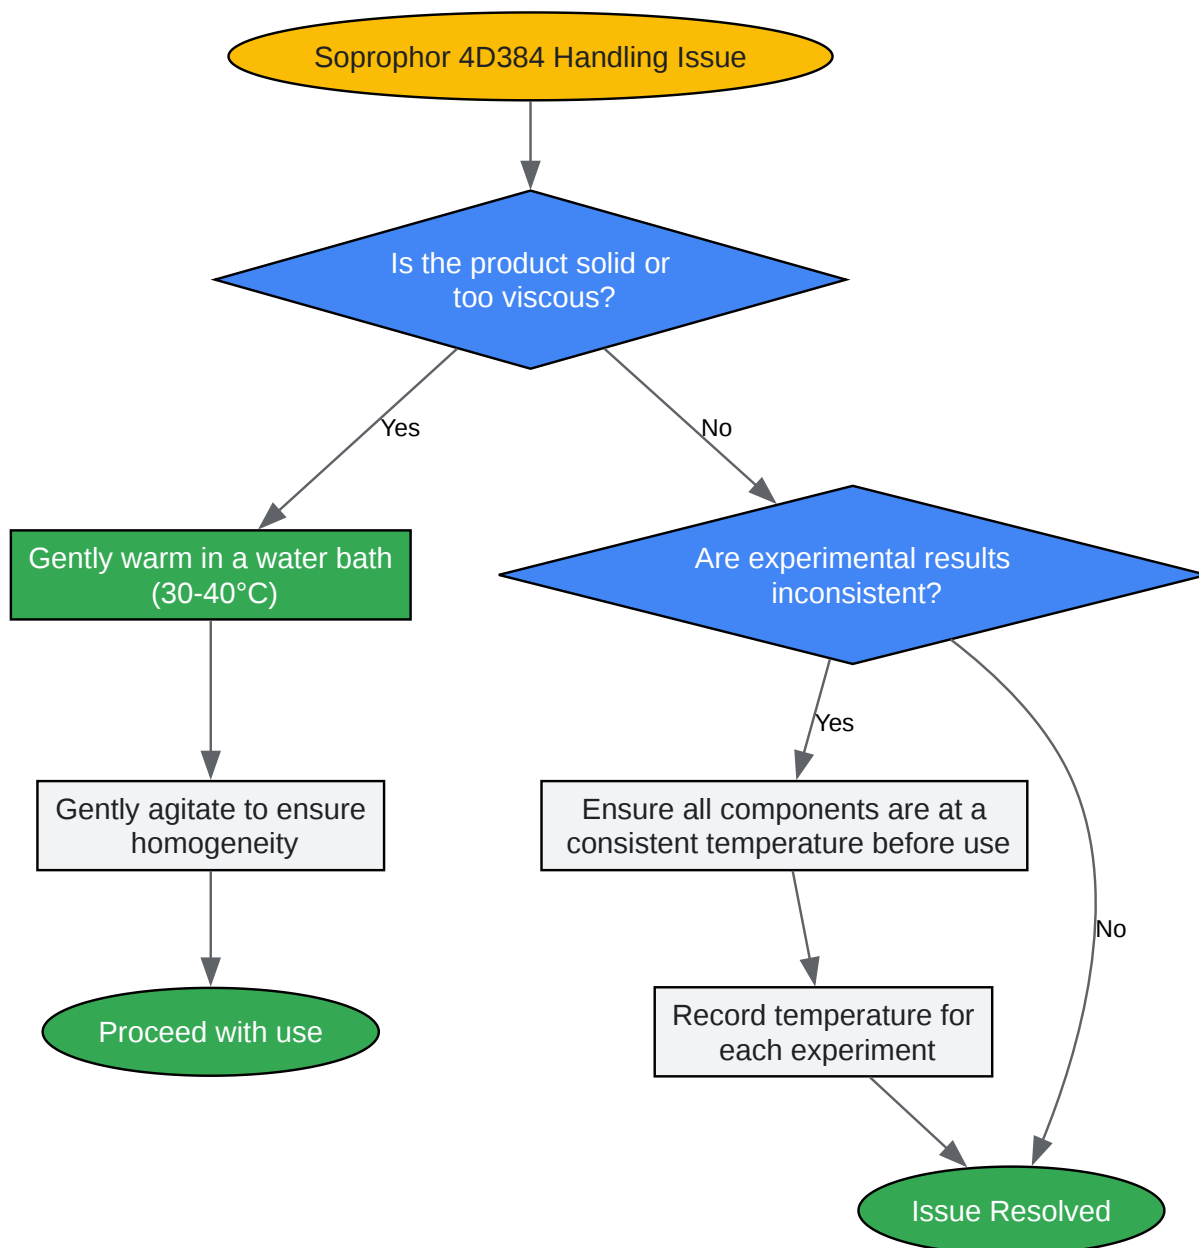 Soprophor 4D384 Handling Issue
Is the product solid or
too viscous?
Yes
No
Gently warm in a water bath
(30-40°C)
Are experimental results
inconsistent?
Yes
Gently agitate to ensure
homogeneity
Ensure all components are at a
consistent temperature before use
No
Proceed with use
Record temperature for
each experiment
Issue Resolved